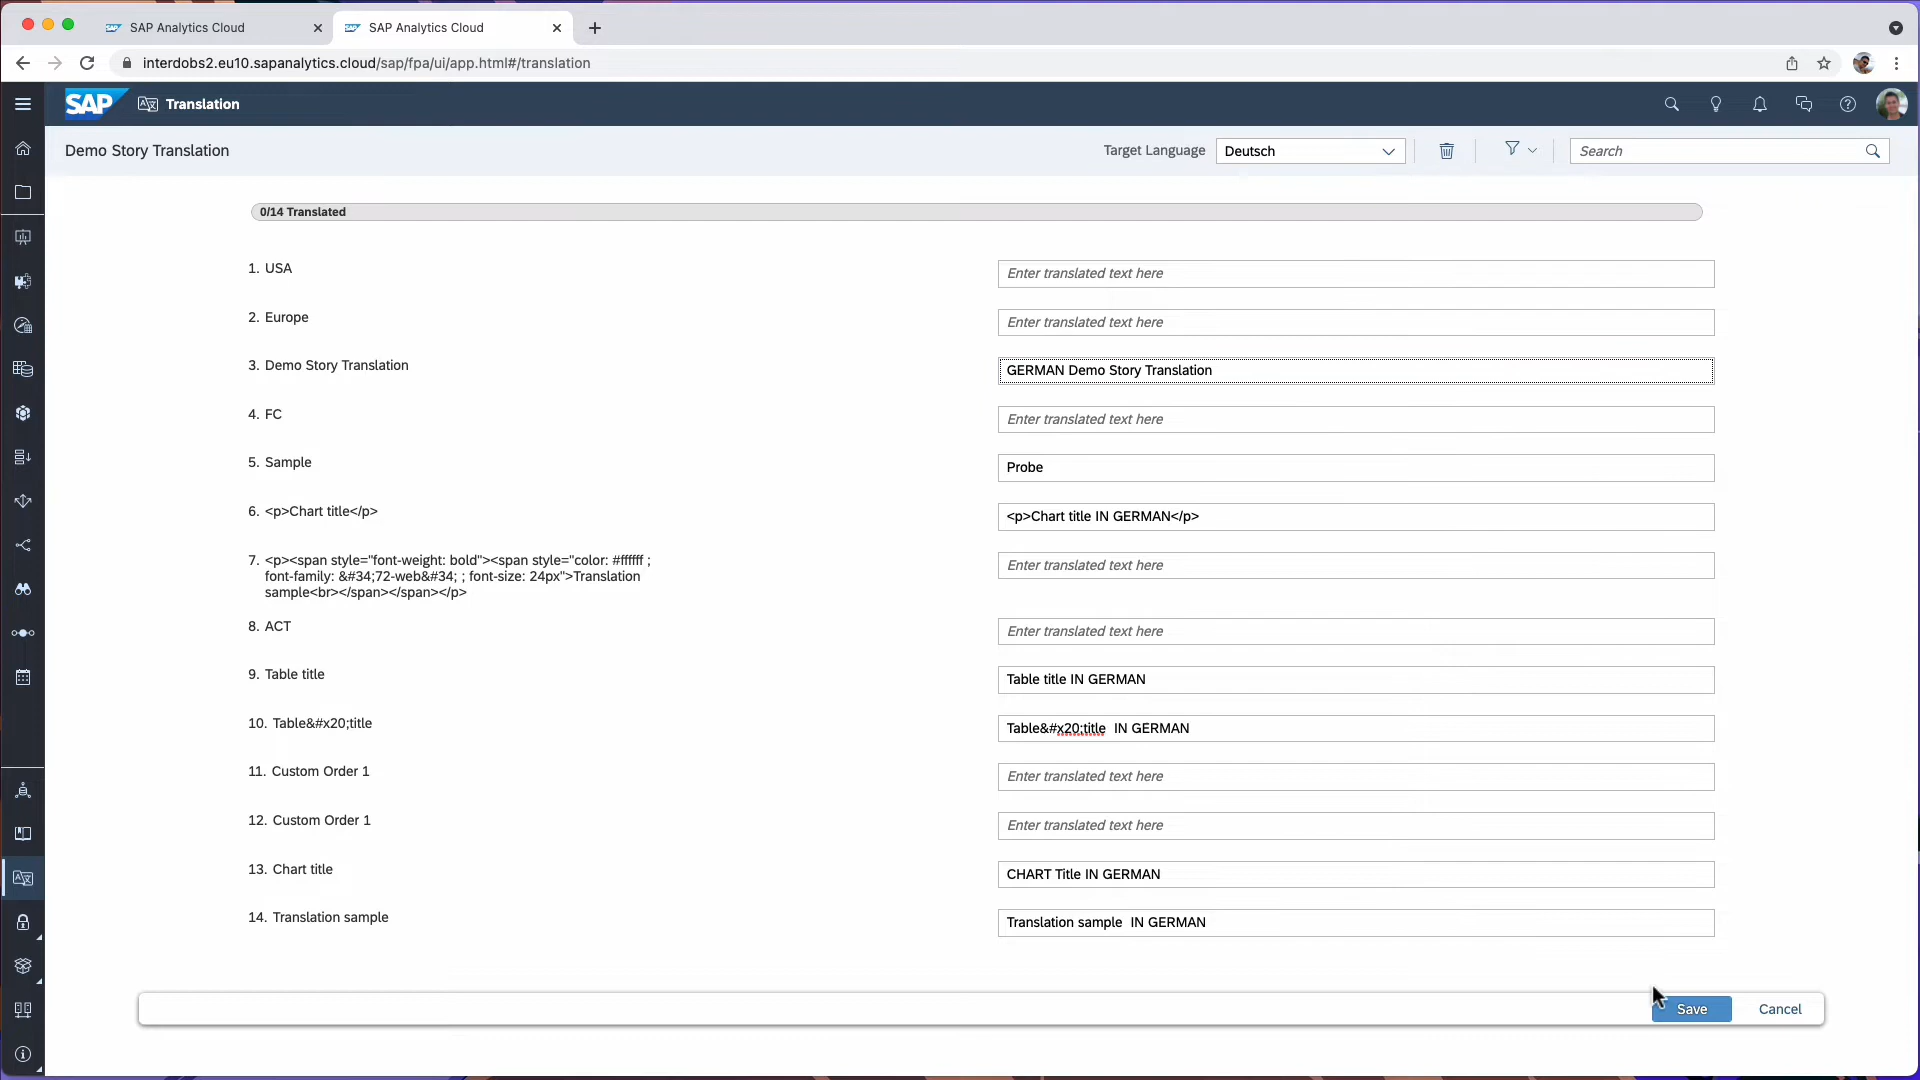 SAP Analytics Cloud
SAP Analytics Cloud
interdobs2.eu10.sapanalytics.cloud/sap/fpa/ui/app.html#/translation
SAP Translation
Demo Story Translation
Target Language
Deutsch
Search
0/14 Translated
1. USA
Enter translated text here
2. Europe
Enter translated text here
3. Demo Story Translation
GERMAN Demo Story Translation
4. FC
Enter translated text here
5. Sample
Probe
6. <p>Chart title</p>
<p>Chart title IN GERMAN</p>
7. <p><span style="font-weight: bold"><span style="color: #ffffff ;
font-family: &#34;72-web&#34; ; font-size: 24px">Translation
sample<br></span></span></p>
Enter translated text here
8. ACT
Enter translated text here
9. Table title
Table title IN GERMAN
10. Table&#x20;title
Table&#x20;title  IN GERMAN
11. Custom Order 1
Enter translated text here
12. Custom Order 1
Enter translated text here
13. Chart title
CHART Title IN GERMAN
14. Translation sample
Translation sample  IN GERMAN
Save
Cancel